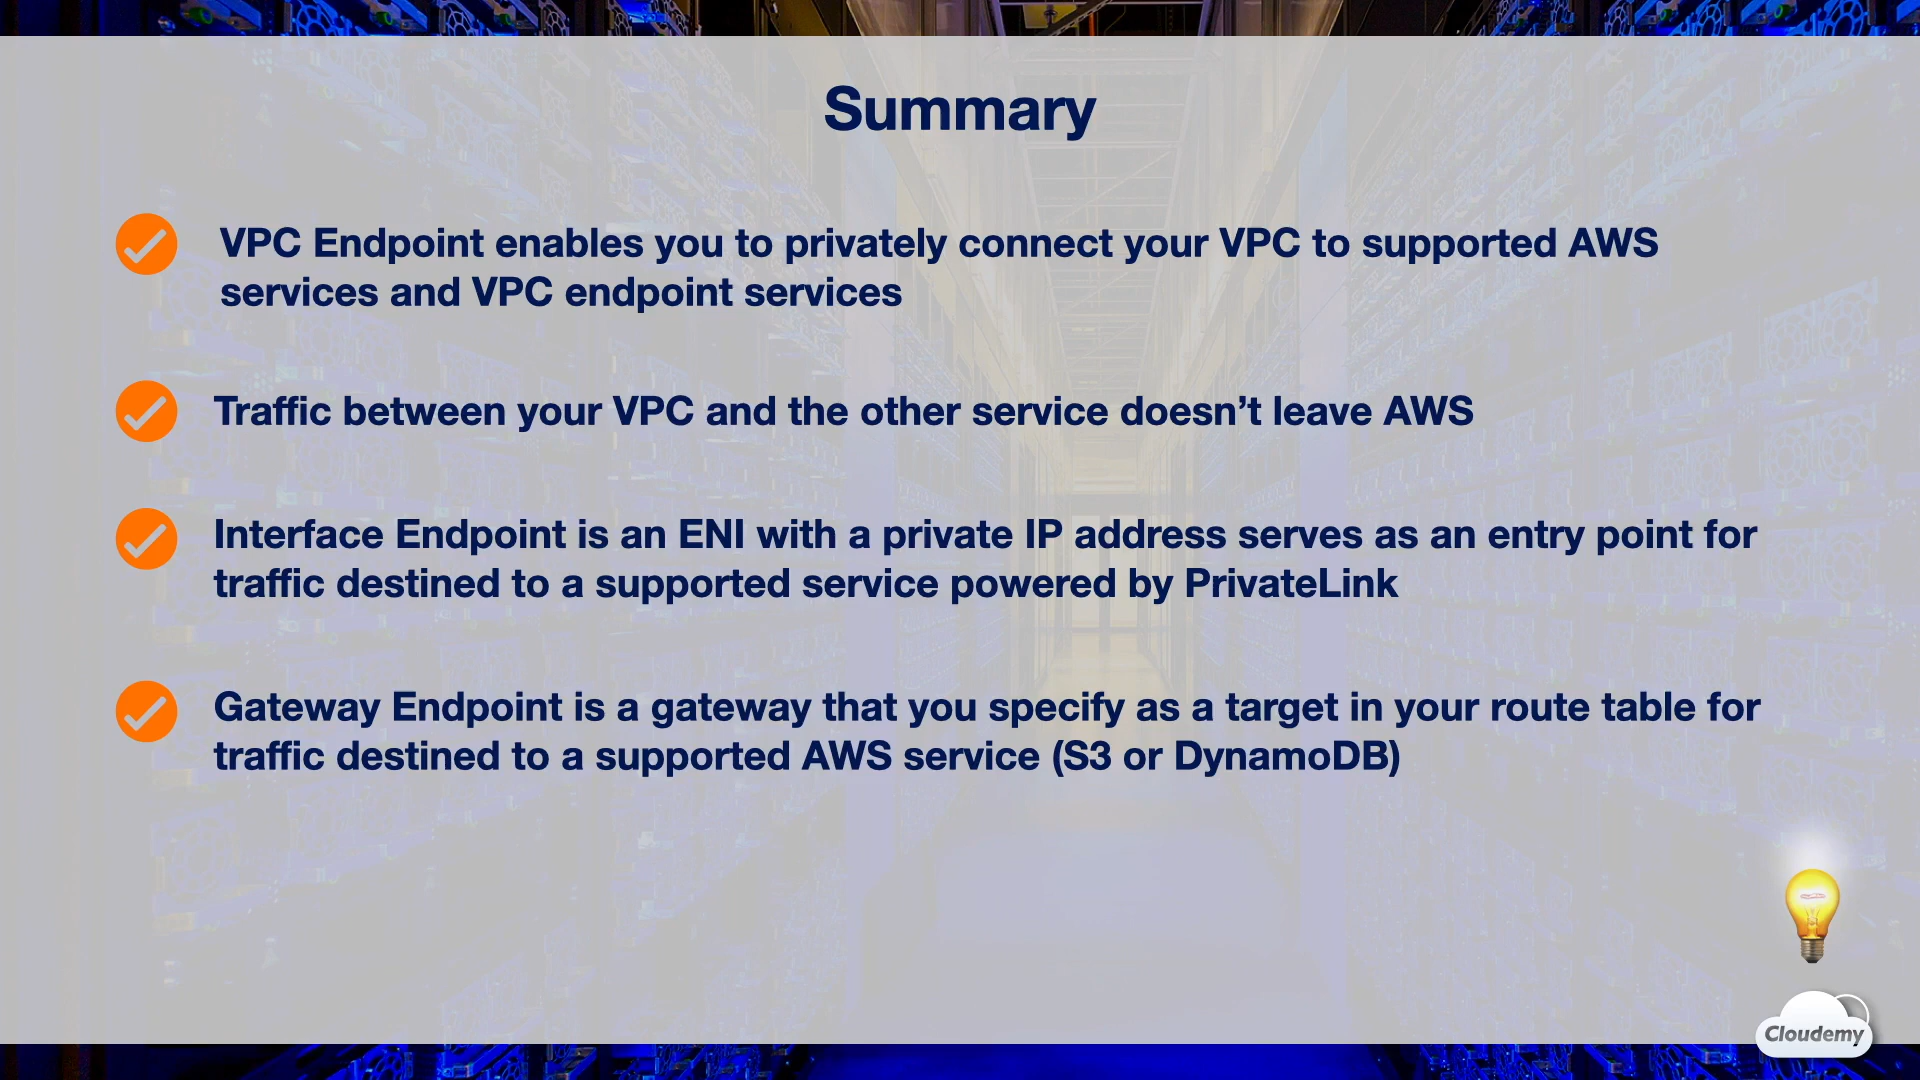 Summary
VPC Endpoint enables you to privately connect your VPC to supported AWS
services and VPC endpoint services
Traffic between your VPC and the other service doesn’t leave AWS
Interface Endpoint is an ENI with a private IP address serves as an entry point for
traffic destined to a supported service powered by PrivateLink
Gateway Endpoint is a gateway that you specify as a target in your route table for
traffic destined to a supported AWS service (S3 or DynamoDB)
Cloudemy